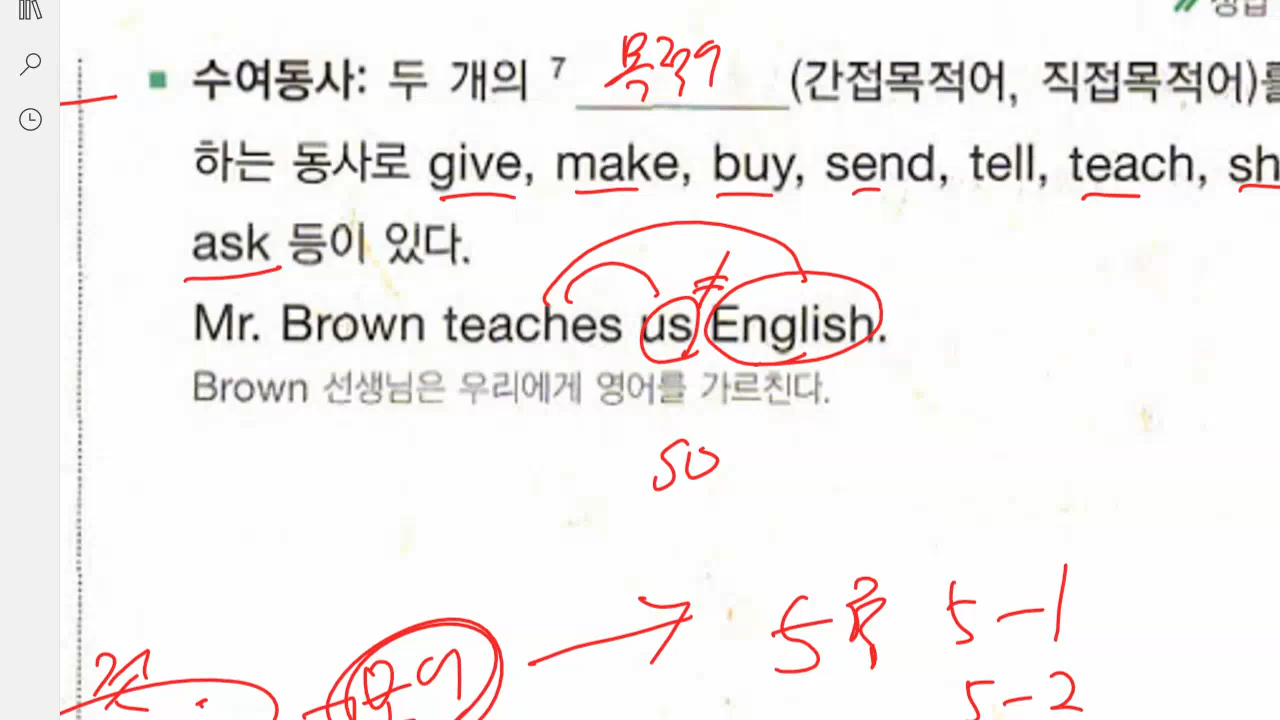 수여동사: 두 개의 7 목적어 (간접목적어, 직접목적어)를
하는 동사로 give, make, buy, send, tell, teach, sh
ask 등이 있다.
Mr. Brown teaches us English.
Brown 선생님은 우리에게 영어를 가르친다.
5형 5-1
5-2